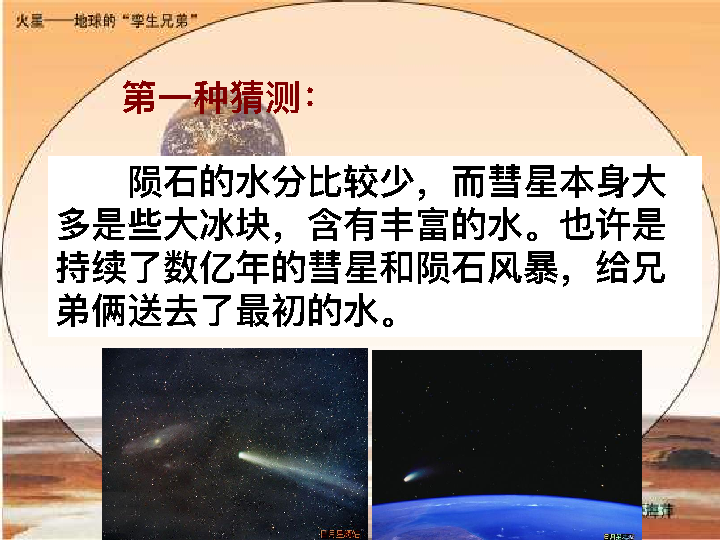 火星——地球的“孪生兄弟”
第一种猜测：
陨石的水分比较少，而彗星本身大
多是些大冰块，含有丰富的水。也许是
持续了数亿年的彗星和陨石风暴，给兄
弟俩送去了最初的水。